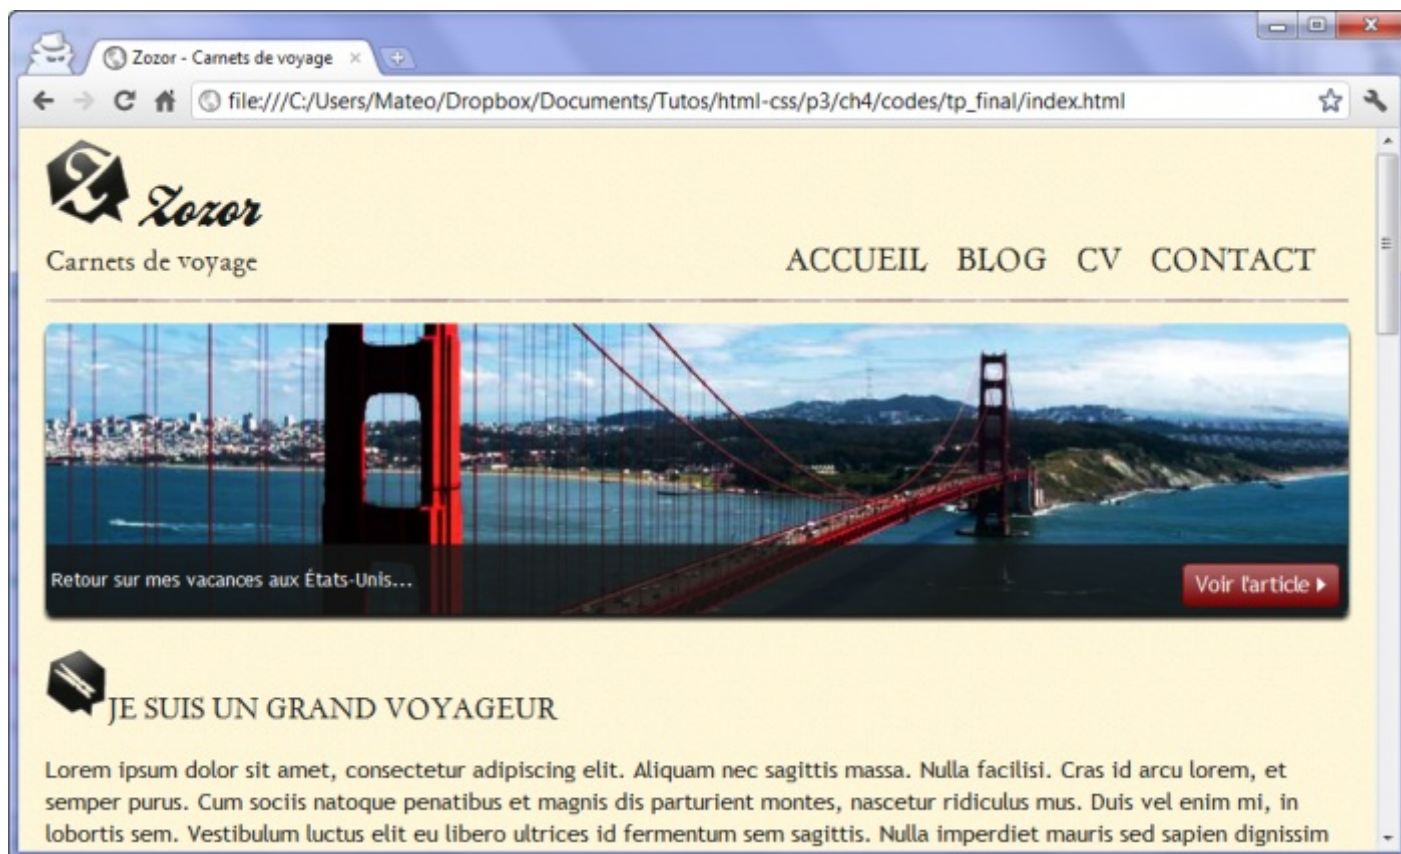 Zozor - Carnets de voyage
file:///C:/Users/Mateo/Dropbox/Documents/Tutos/html-css/p3/ch4/codes/tp_final/index.html
Zozor
Carnets de voyage
ACCUEIL BLOG CV CONTACT
Retour sur mes vacances aux États-Unis...
Voir l'article
JE SUIS UN GRAND VOYAGEUR
Lorem ipsum dolor sit amet, consectetur adipiscing elit. Aliquam nec sagittis massa. Nulla facilisi. Cras id arcu lorem, et
semper purus. Cum sociis natoque penatibus et magnis dis parturient montes, nascetur ridiculus mus. Duis vel enim mi, in
lobortis sem. Vestibulum luctus elit eu libero ultrices id fermentum sem sagittis. Nulla imperdiet mauris sed sapien dignissim